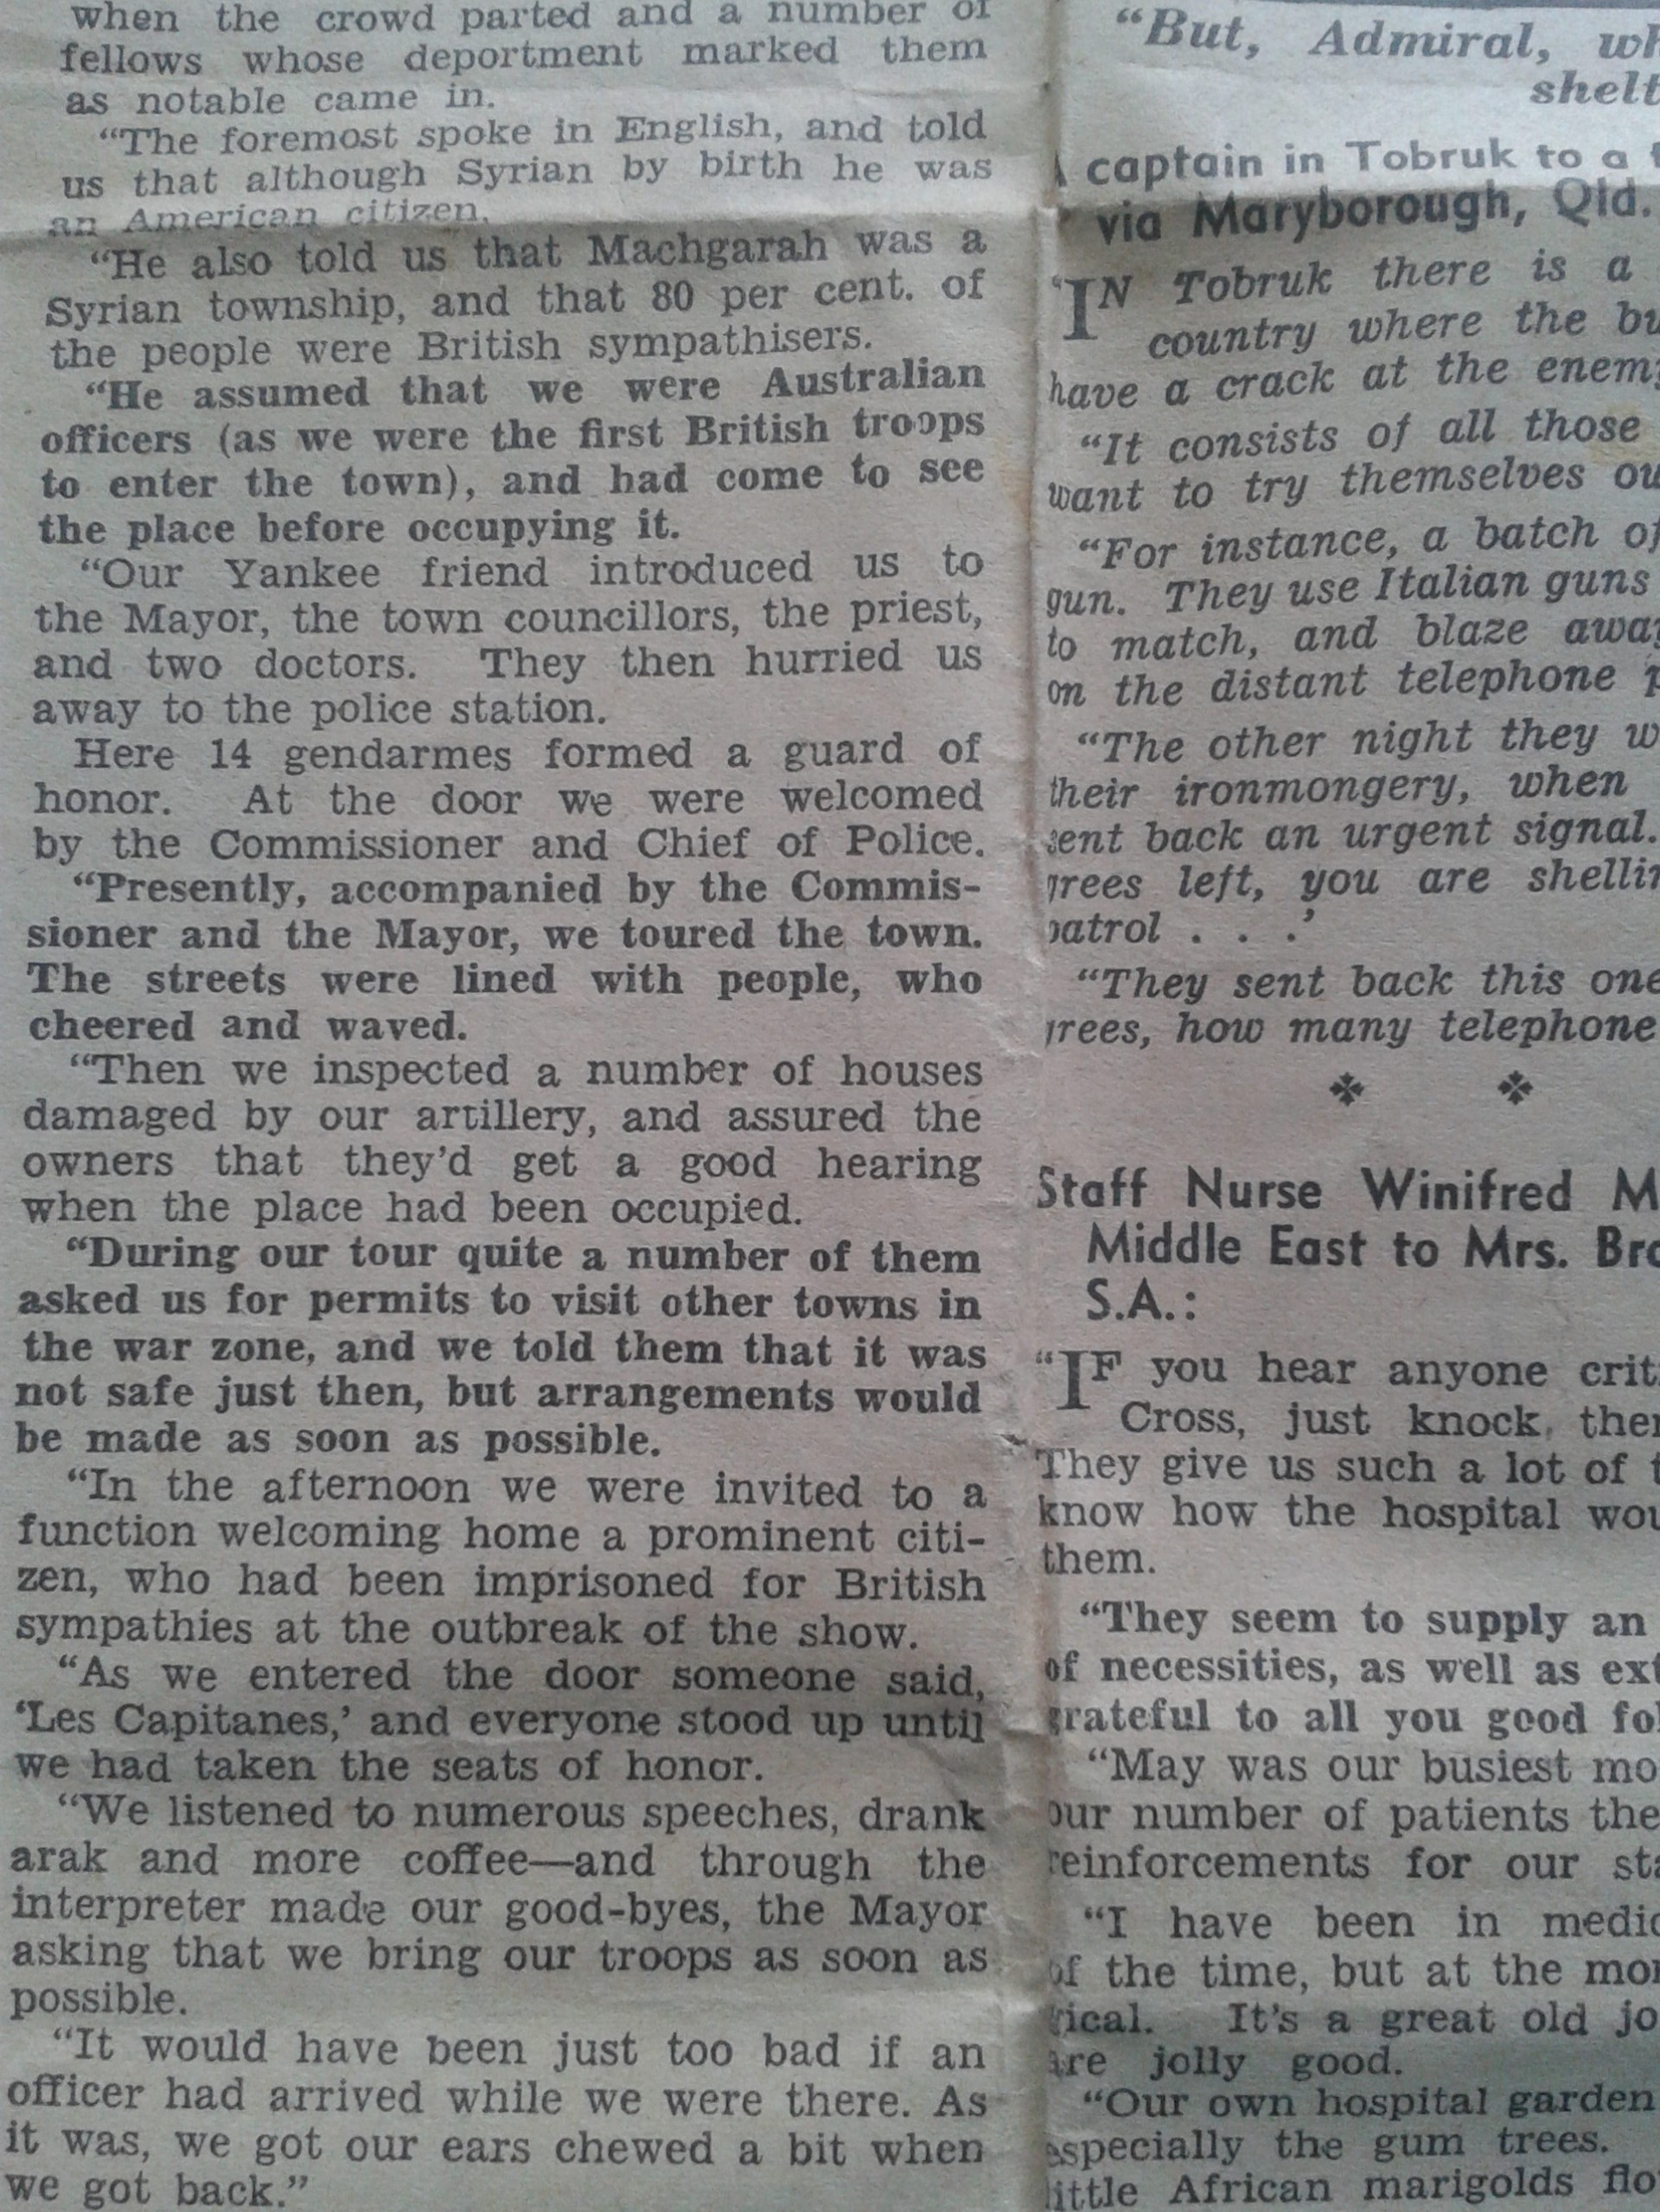 when the crowd parted and a number of
fellows whose deportment marked them
as notable came in.
"The foremost spoke in English, and told
us that although Syrian by birth he was
an American citizen.
"He also told us that Machgarah was a
Syrian township, and that 80 per cent. of
the people were British sympathisers.
"He assumed that we were Australian
officers (as we were the first British troops
to enter the town), and had come to see
the place before occupying it.
"Our Yankee friend introduced us to
the Mayor, the town councillors, the priest,
and two doctors. They then hurried us
away to the police station.
Here 14 gendarmes formed a guard of
honor. At the door we were welcomed
by the Commissioner and Chief of Police.
"Presently, accompanied by the Commis-
sioner and the Mayor, we toured the town.
The streets were lined with people, who
cheered and waved.
"Then we inspected a number of houses
damaged by our artillery, and assured the
owners that they'd get a good hearing
when the place had been occupied.
"During our tour quite a number of them
asked us for permits to visit other towns in
the war zone, and we told them that it was
not safe just then, but arrangements would
be made as soon as possible.
"In the afternoon we were invited to a
function welcoming home a prominent citi-
zen, who had been imprisoned for British
sympathies at the outbreak of the show.
"As we entered the door someone said,
'Les Capitanes,' and everyone stood up until
we had taken the seats of honor.
"We listened to numerous speeches, drank
arak and more coffee—and through the
interpreter made our good-byes, the Mayor
asking that we bring our troops as soon as
possible.
"It would have been just too bad if an
officer had arrived while we were there. As
it was, we got our ears chewed a bit when
we got back."
"But, Admiral,
captain in Tobruk to a
via Maryborough, Qld.
"IN Tobruk there is a
country where the
have a crack at the
"It consists of all those
want to try themselves
"For instance, a batch
gun. They use Italian guns
to match, and blaze
on the distant telephone
"The other night they
their ironmongery, when
sent back an urgent signal.
left, you are
patrol . . .'
"They sent back this
how many telephone
Staff Nurse Winifred
Middle East to Mrs.
S.A.:
"IF you hear anyone
Cross, just knock
They give us such a lot of
know how the hospital
them.
"They seem to supply an
of necessities, as well as
grateful to all you good
"May was our busiest
our number of patients
reinforcements for our
"I have been in
of the time, but at the
It's a great old
are jolly good.
"Our own hospital garden
especially the gum trees.
little African marigolds